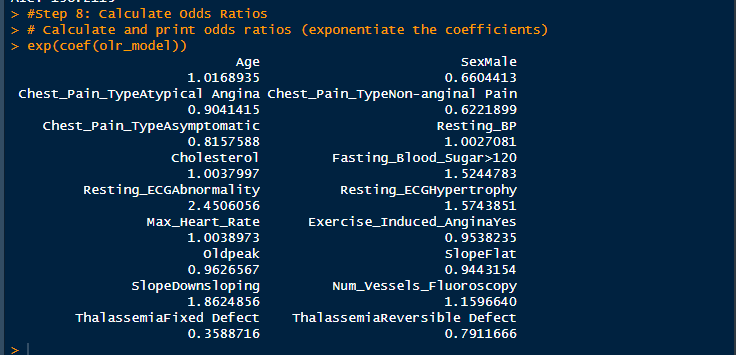 > #Step 8: Calculate Odds Ratios
> # Calculate and print odds ratios (exponentiate the coefficients)
> exp(coef(olr_model))
Age SexMale
1.0168935 0.6604413
Chest_Pain_TypeAtypical Angina Chest_Pain_TypeNon-anginal Pain
0.9041415 0.6221899
Chest_Pain_TypeAsymptomatic Resting_BP
0.8157588 1.0027081
Cholesterol Fasting_Blood_Sugar>120
1.0037997 1.5244783
Resting_ECGAbnormality Resting_ECGHypertrophy
2.4506056 1.5743851
Max_Heart_Rate Exercise_Induced_AnginaYes
1.0038973 0.9538235
Oldpeak SlopeFlat
0.9626567 0.9443154
SlopeDownsloping Num_Vessels_Fluoroscopy
1.8624856 1.1596640
ThalassemiaFixed Defect ThalassemiaReversible Defect
0.3588716 0.7911666
>